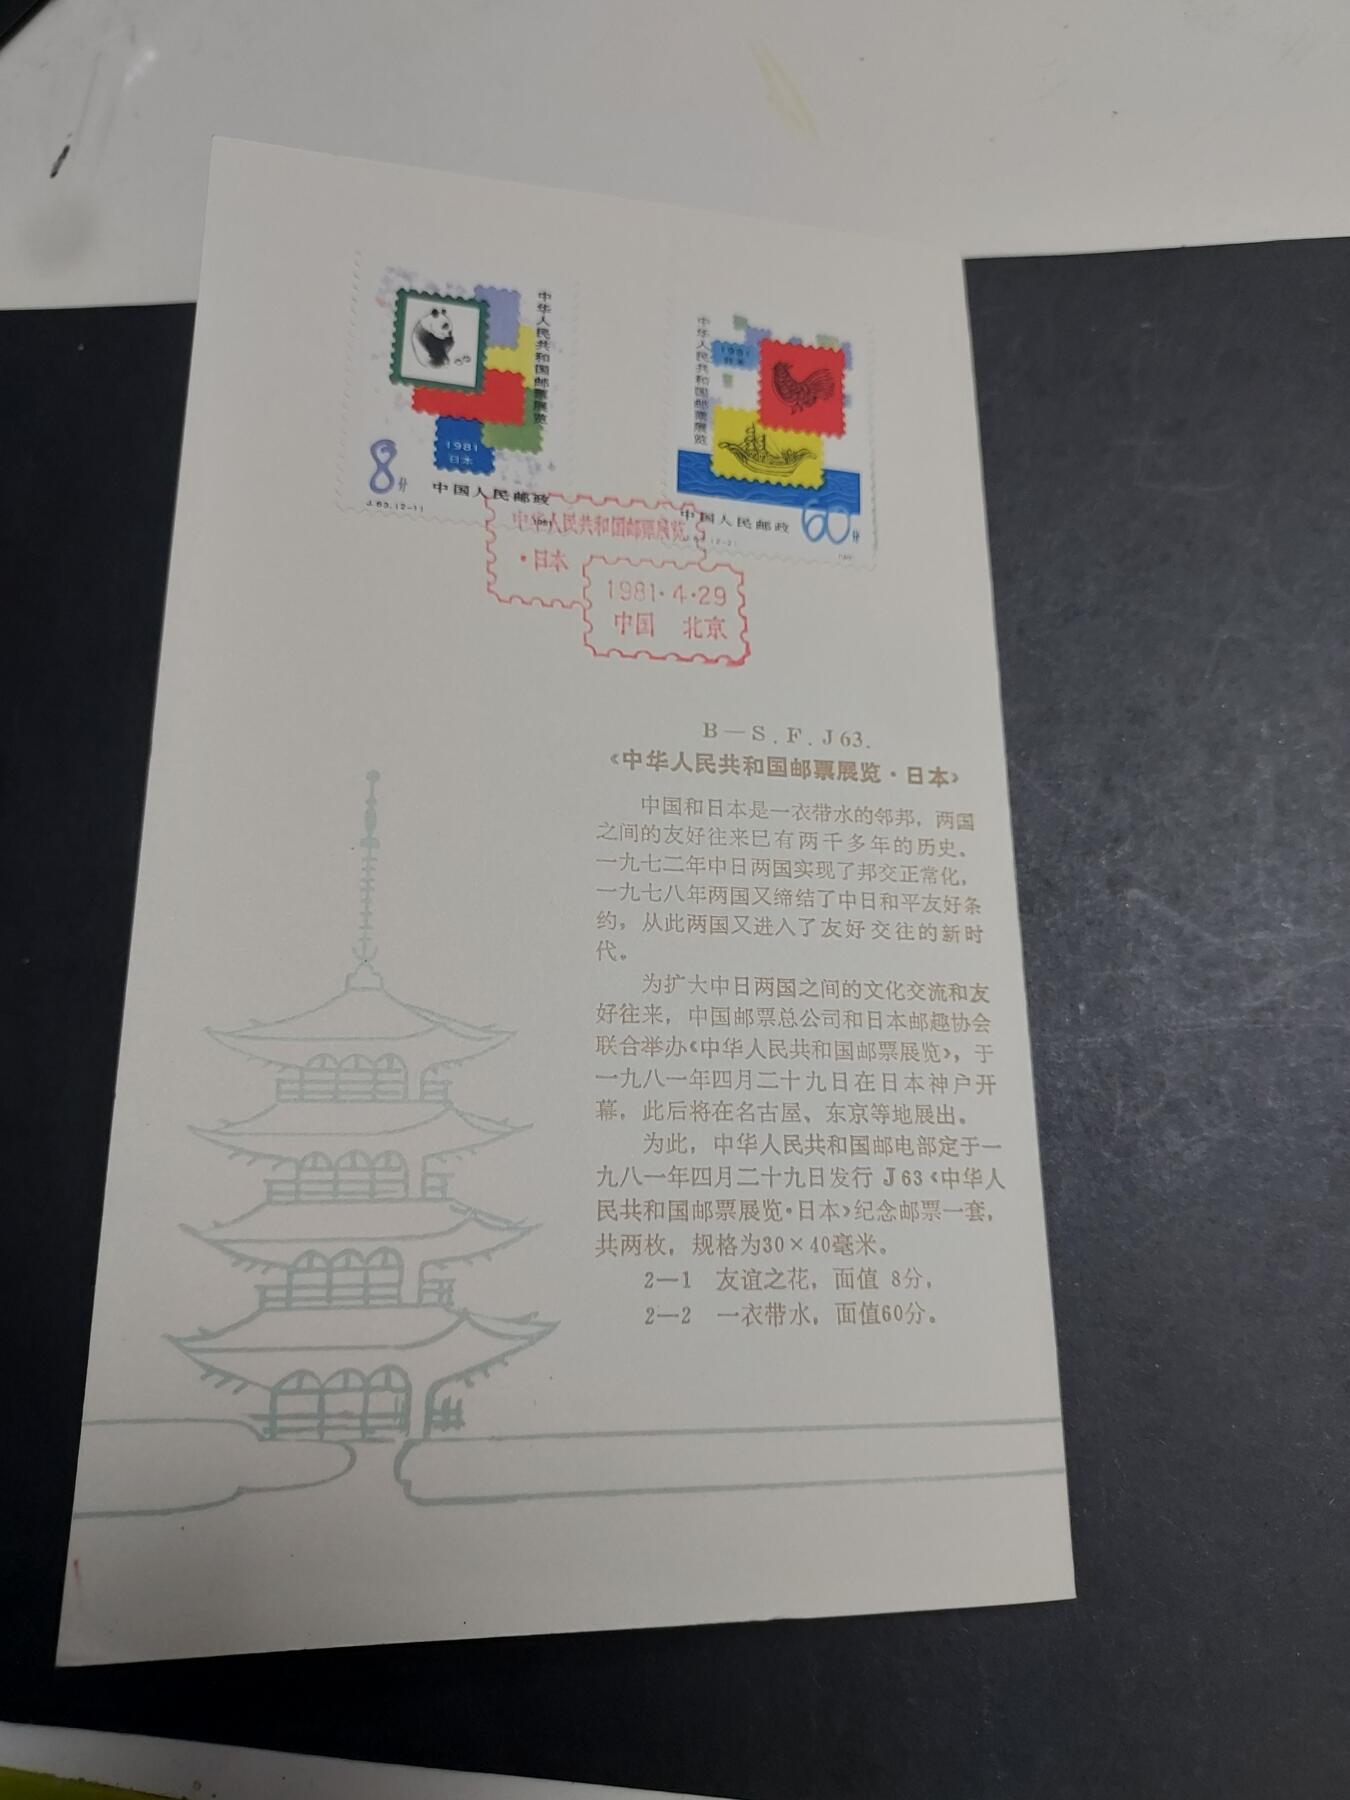 中华人民共和国邮票展览
1981
日本
8分
中国人民邮政
J.63.(2-1)
中华人民共和国邮票展览
1981
日本
中国人民邮政
60分
中华人民共和国邮票展览
·日本
1981·4·29
中国 北京
B—S.F.J63.
《中华人民共和国邮票展览·日本》
中国和日本是一衣带水的邻邦，两国
之间的友好往来已有两千多年的历史。
一九七二年中日两国实现了邦交正常化，
一九七八年两国又缔结了中日和平友好条
约，从此两国又进入了友好交往的新时
代。
为扩大中日两国之间的文化交流和友
好往来，中国邮票总公司和日本邮趣协会
联合举办《中华人民共和国邮票展览》，于
一九八一年四月二十九日在日本神户开
幕，此后将在名古屋、东京等地展出。
为此，中华人民共和国邮电部定于一
九八一年四月二十九日发行 J63《中华人
民共和国邮票展览·日本》纪念邮票一套，
共两枚，规格为30×40毫米。
2—1 友谊之花，面值 8分，
2—2 一衣带水，面值60分。